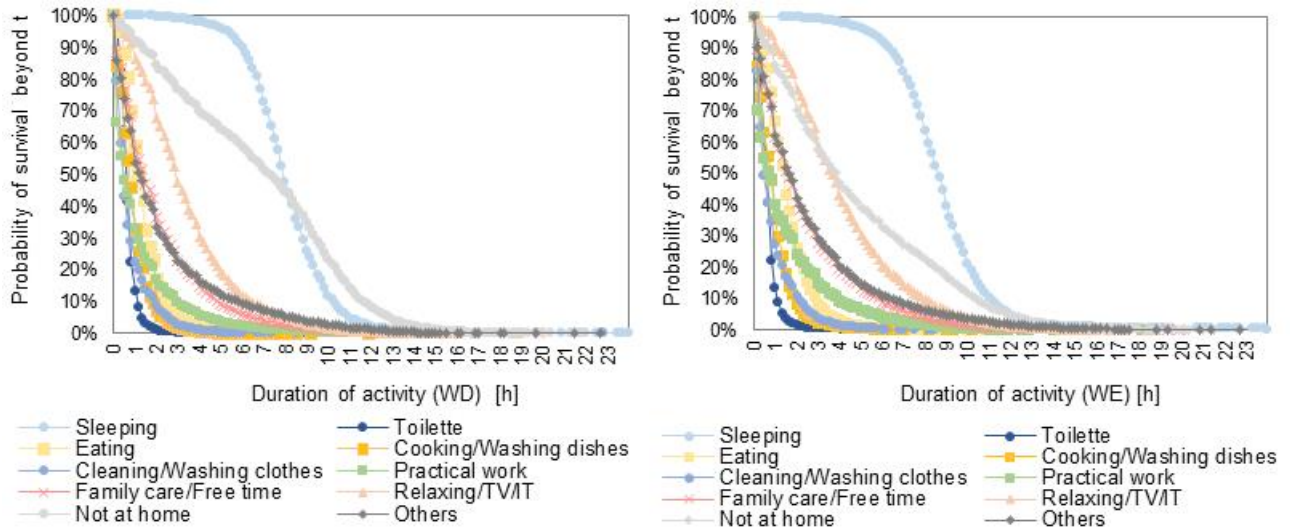 Probability of survival beyond t
100%
90%
80%
70%
60%
50%
40%
30%
20%
10%
0%
0 1 2 3 4 5 6 7 8 9 10 11 12 13 14 15 16 17 18 19 20 21 22 23
Duration of activity (WD) [h]
Sleeping Toilette
Eating Cooking/Washing dishes
Cleaning/Washing clothes Practical work
Family care/Free time Relaxing/TV/IT
Not at home Others
Probability of survival beyond t
100%
90%
80%
70%
60%
50%
40%
30%
20%
10%
0%
0 1 2 3 4 5 6 7 8 9 10 11 12 13 14 15 16 17 18 19 20 21 22 23
Duration of activity (WE) [h]
Sleeping Toilette
Eating Cooking/Washing dishes
Cleaning/Washing clothes Practical work
Family care/Free time Relaxing/TV/IT
Not at home Others